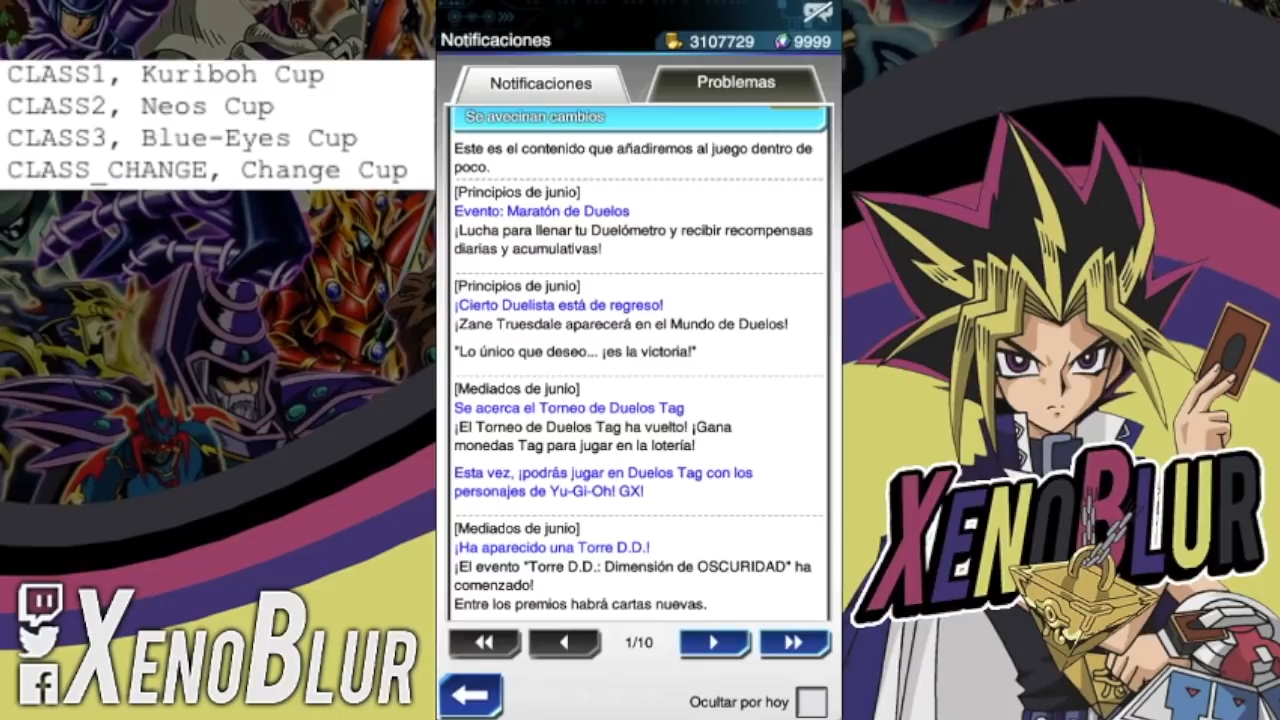 CLASS1, Kuriboh Cup
CLASS2, Neos Cup
CLASS3, Blue-Eyes Cup
CLASS_CHANGE, Change Cup
Notificaciones
3107729
9999
Notificaciones
Problemas
Se avecinan cambios
Este es el contenido que añadiremos al juego dentro de
poco.
[Principios de junio]
Evento: Maratón de Duelos
¡Lucha para llenar tu Duelómetro y recibir recompensas
diarias y acumulativas!
[Principios de junio]
¡Cierto Duelista está de regreso!
¡Zane Truesdale aparecerá en el Mundo de Duelos!
"Lo único que deseo... ¡es la victoria!"
[Mediados de junio]
Se acerca el Torneo de Duelos Tag
¡El Torneo de Duelos Tag ha vuelto! ¡Gana
monedas Tag para jugar en la lotería!
Esta vez, ¡podrás jugar en Duelos Tag con los
personajes de Yu-Gi-Oh! GX!
[Mediados de junio]
¡Ha aparecido una Torre D.D.!
¡El evento "Torre D.D.: Dimensión de OSCURIDAD" ha
comenzado!
Entre los premios habrá cartas nuevas.
1/10
Ocultar por hoy
XENOBLUR
XENOBLUR